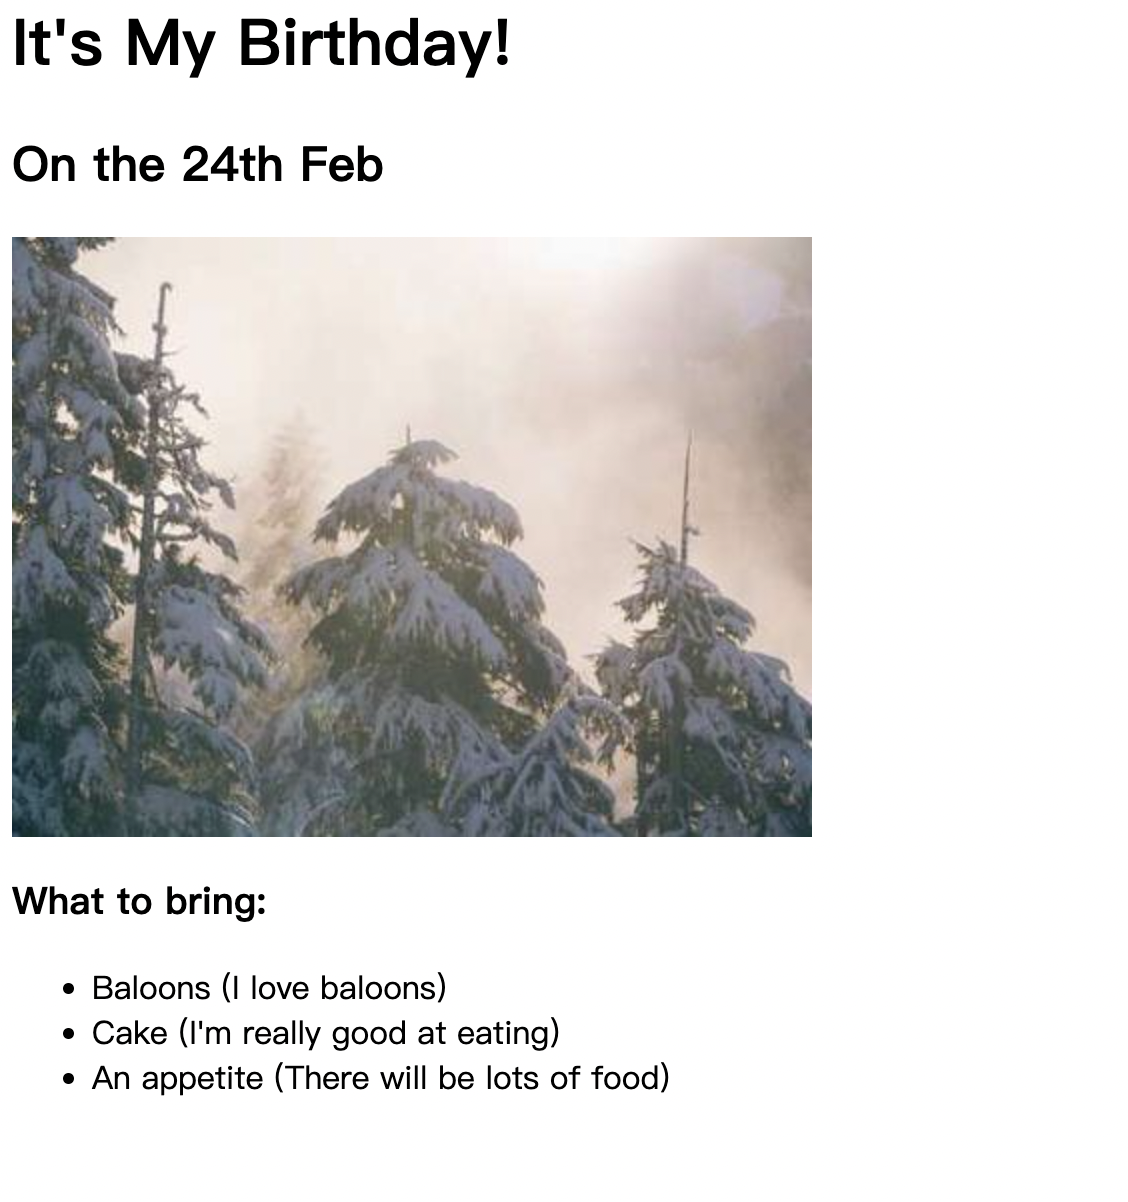 It's My Birthday!
On the 24th Feb
What to bring:
Baloons (I love baloons)
Cake (I'm really good at eating)
An appetite (There will be lots of food)